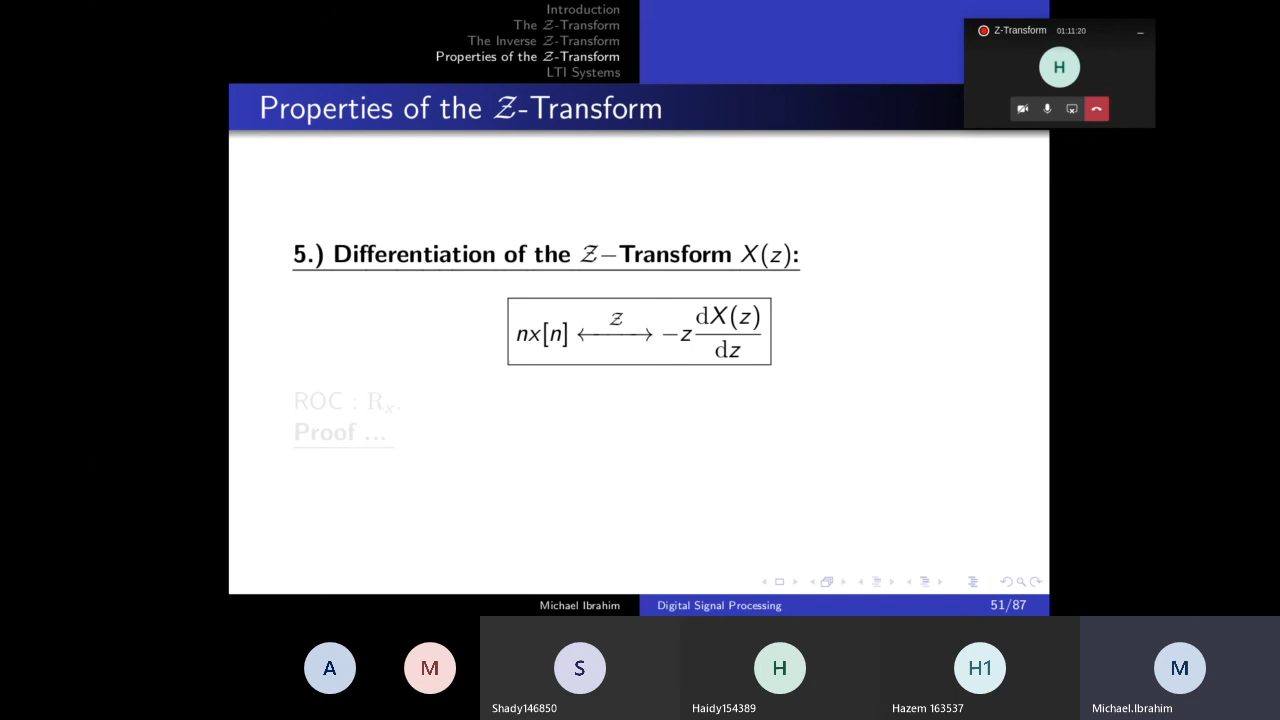 Introduction
The Z-Transform
The Inverse Z-Transform
Properties of the Z-Transform
LTI Systems
Z-Transform 01:11:20
H
Properties of the Z-Transform
5.) Differentiation of the Z−Transform X(z):
nx[n] ←Z→ −z dX(z)/dz
ROC : Rₓ.
Proof ...
Michael Ibrahim
Digital Signal Processing
51/87
A
M
S
H
H1
M
Shady146850
Haidy154389
Hazem 163537
Michael.Ibrahim